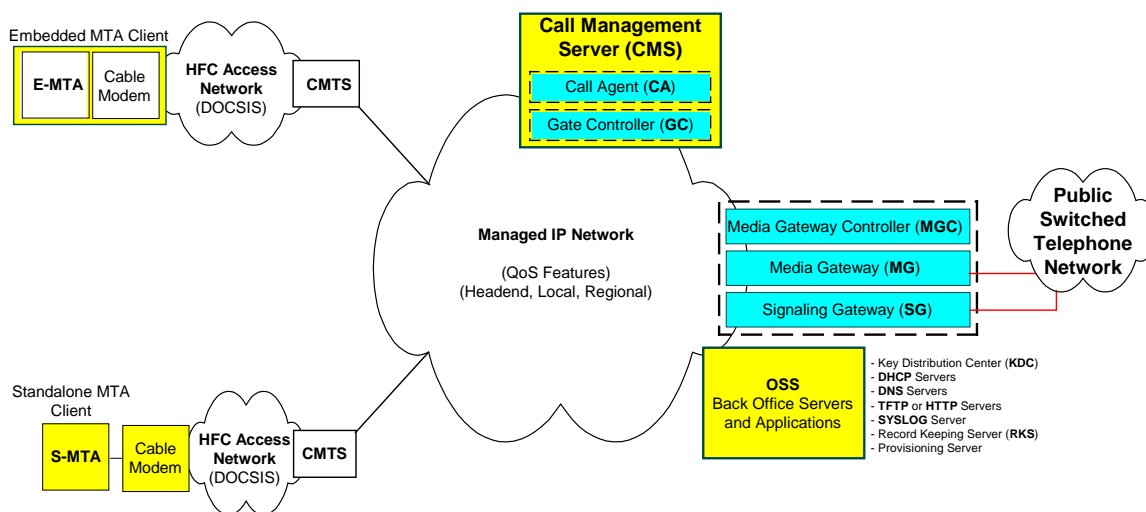 Embedded MTA Client
E-MTA
Cable
Modem
HFC Access
Network
(DOCSIS)
CMTS
Call Management
Server (CMS)
Call Agent (CA)
Gate Controller (GC)
Managed IP Network
(QoS Features)
(Headend, Local, Regional)
Media Gateway Controller (MGC)
Media Gateway (MG)
Signaling Gateway (SG)
Public
Switched
Telephone
Network
OSS
Back Office Servers
and Applications
- Key Distribution Center (KDC)
- DHCP Servers
- DNS Servers
- TFTP or HTTP Servers
- SYSLOG Server
- Record Keeping Server (RKS)
- Provisioning Server
Standalone MTA
Client
S-MTA
Cable
Modem
HFC Access
Network
(DOCSIS)
CMTS